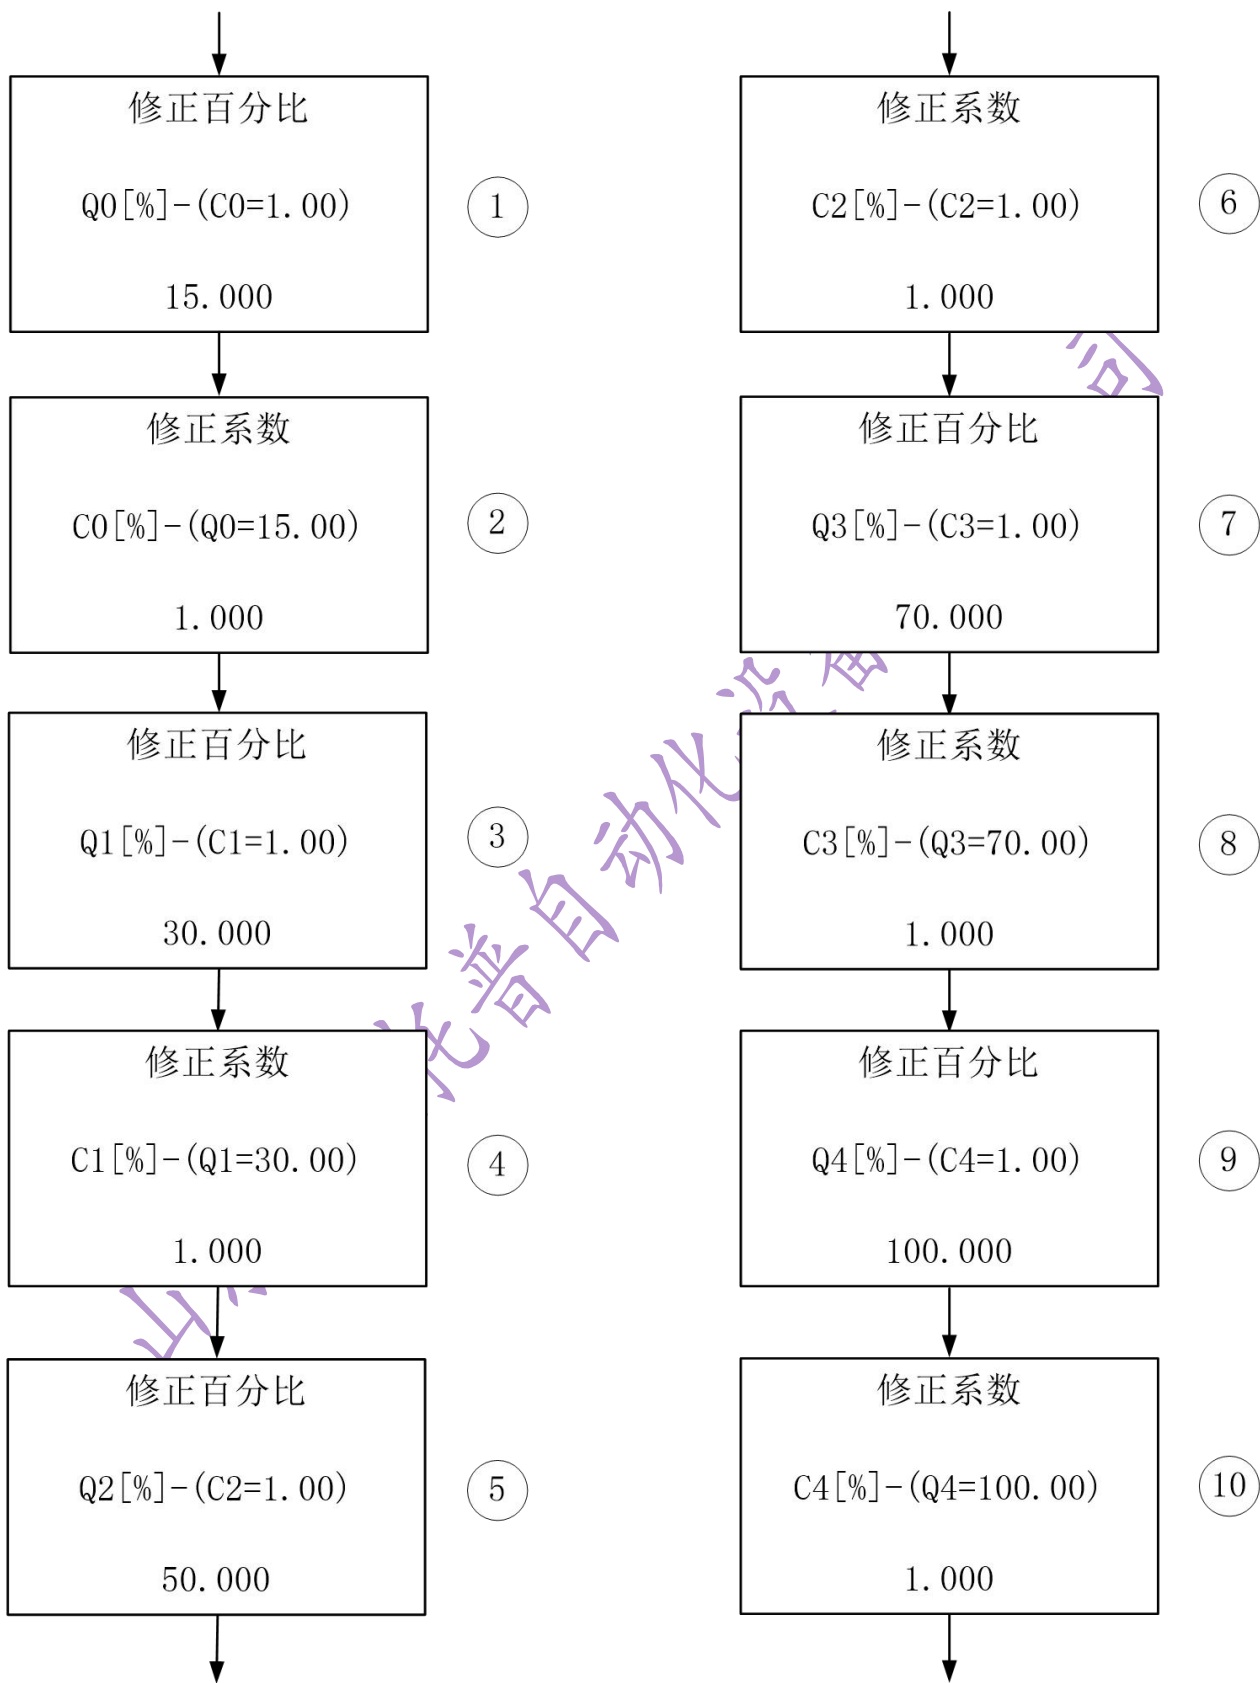 修正百分比
Q0[%]-(C0=1.00)
15.000
①
修正系数
C0[%]-(Q0=15.00)
1.000
②
修正百分比
Q1[%]-(C1=1.00)
30.000
③
修正系数
C1[%]-(Q1=30.00)
1.000
④
修正百分比
Q2[%]-(C2=1.00)
50.000
⑤
修正系数
C2[%]-(C2=1.00)
1.000
⑥
修正百分比
Q3[%]-(C3=1.00)
70.000
⑦
修正系数
C3[%]-(Q3=70.00)
1.000
⑧
修正百分比
Q4[%]-(C4=1.00)
100.000
⑨
修正系数
C4[%]-(Q4=100.00)
1.000
⑩
山托普自动化设备司